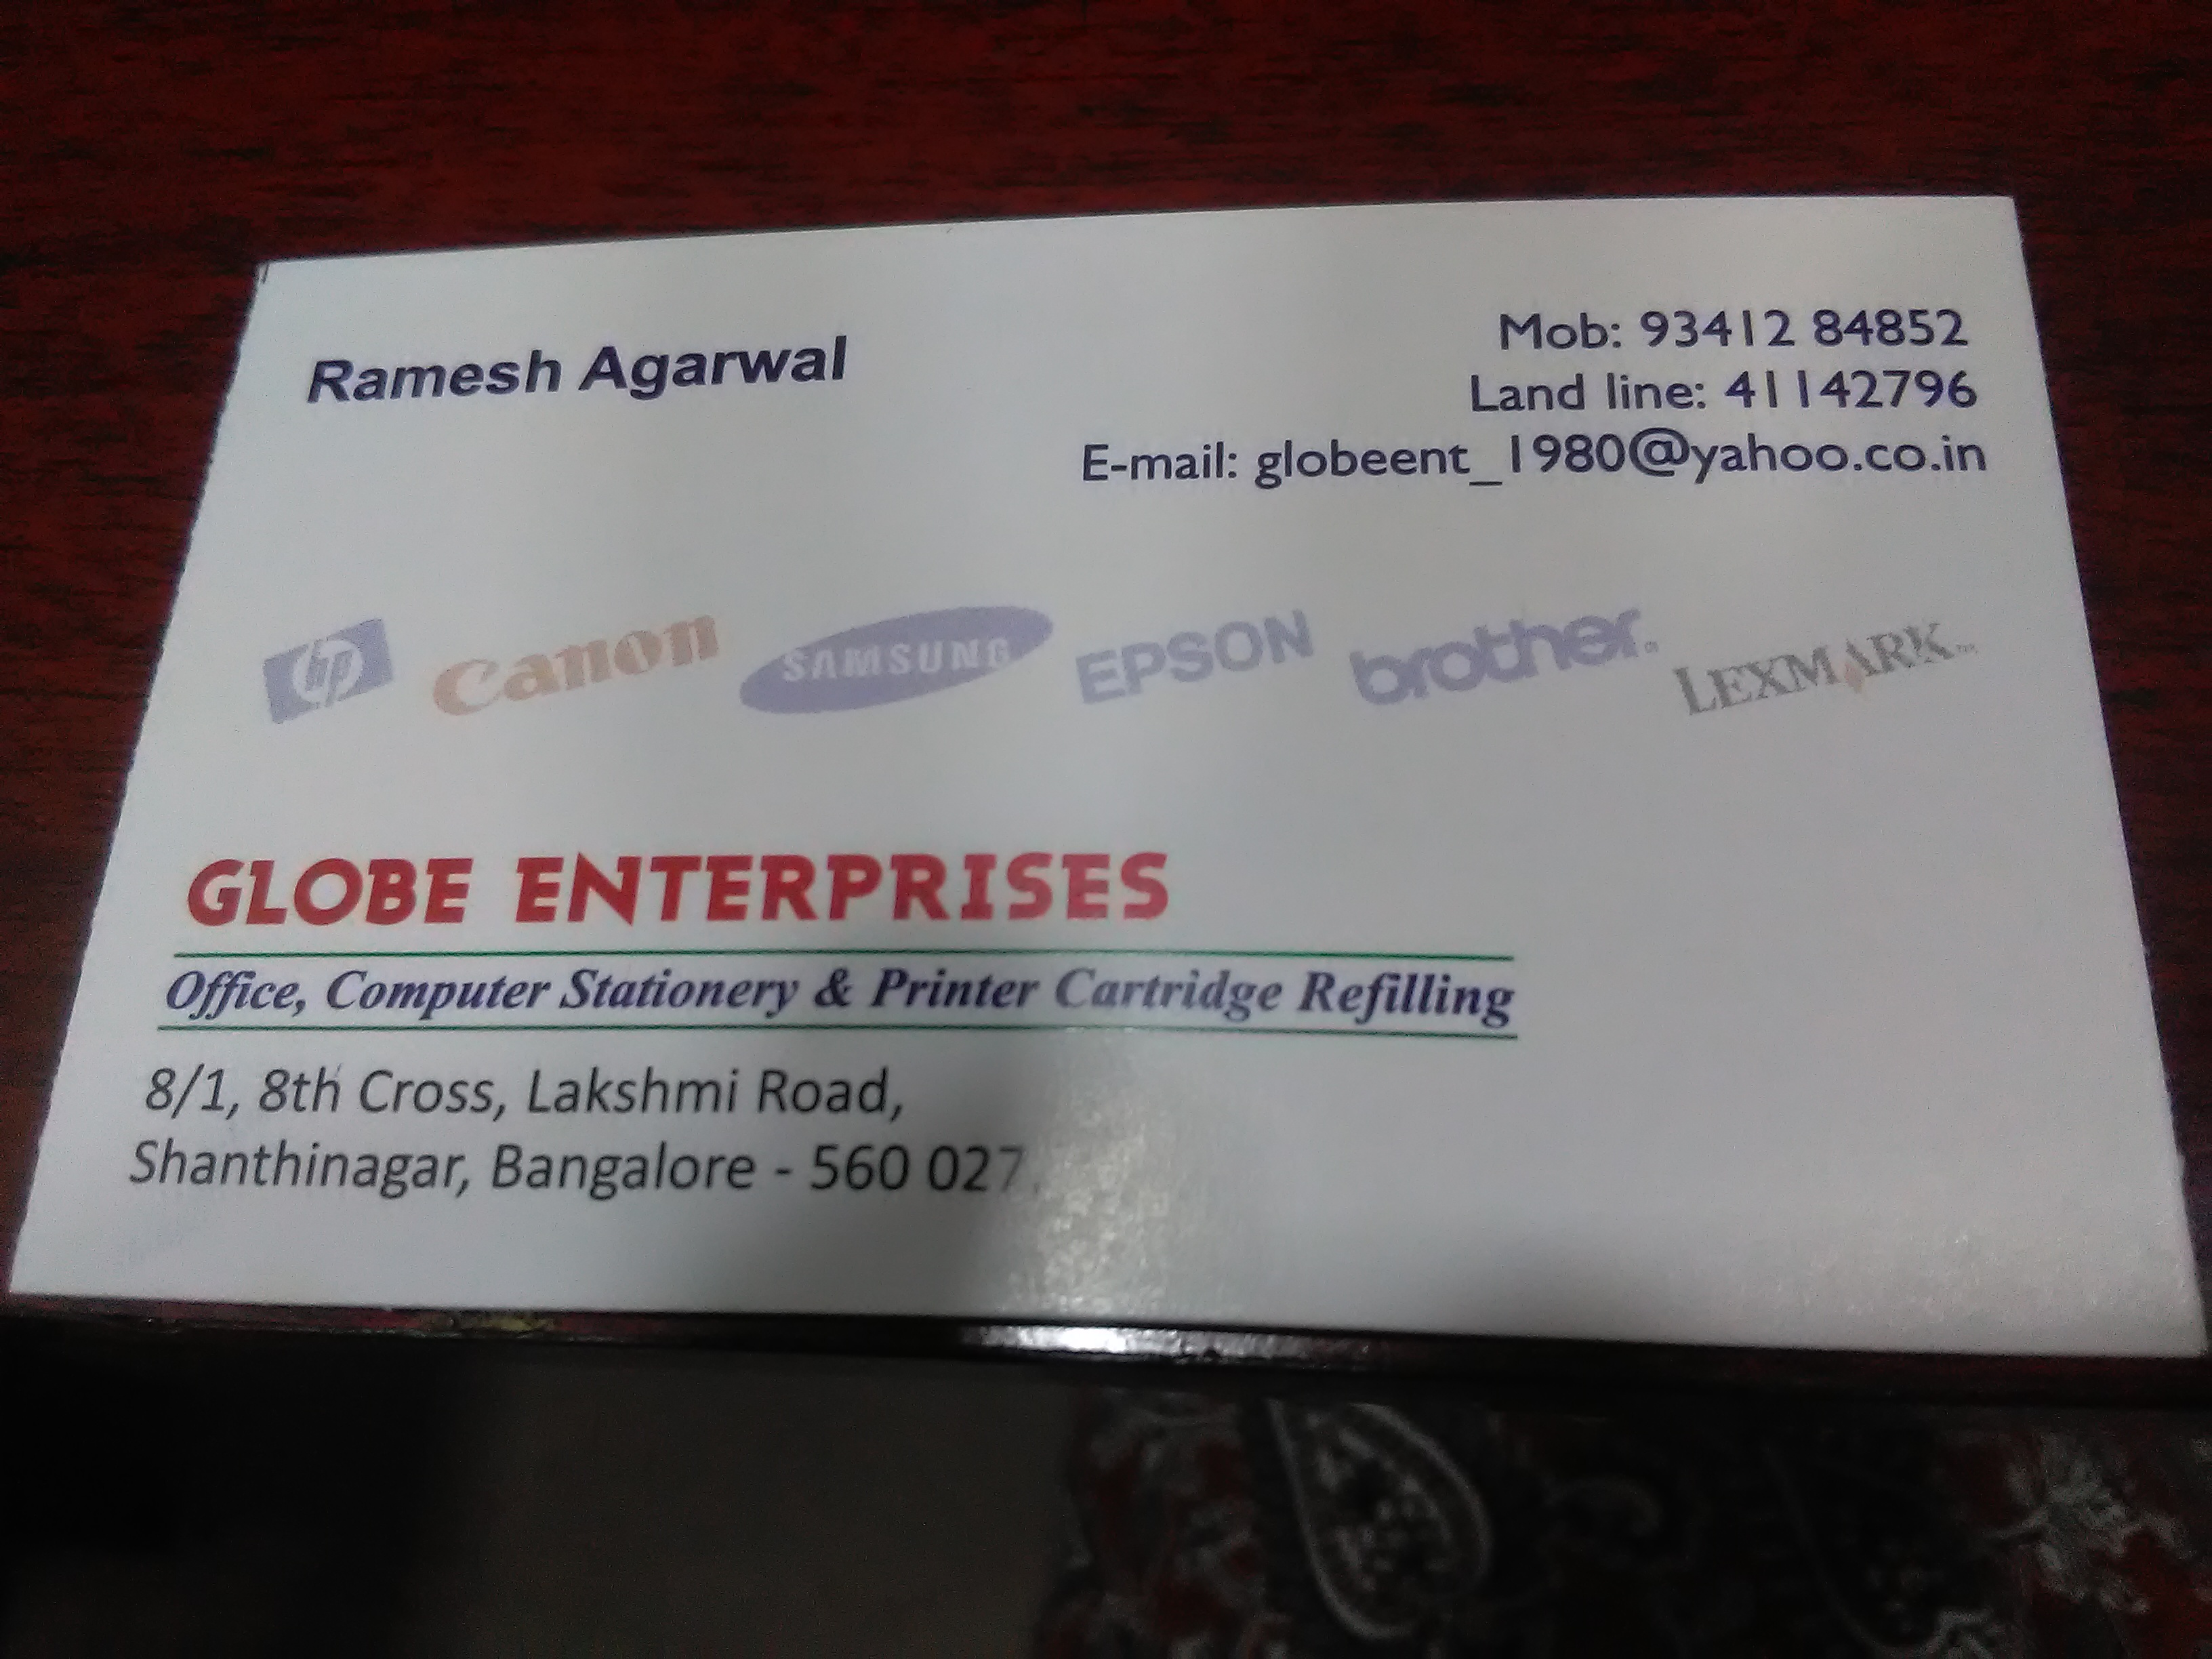 Ramesh Agarwal
Mob: 93412 84852
Land line: 41142796
E-mail: globeent_1980@yahoo.co.in
hp Canon SAMSUNG EPSON brother® LEXMARK™
GLOBE ENTERPRISES
Office, Computer Stationery & Printer Cartridge Refilling
8/1, 8th Cross, Lakshmi Road,
Shanthinagar, Bangalore - 560 027.